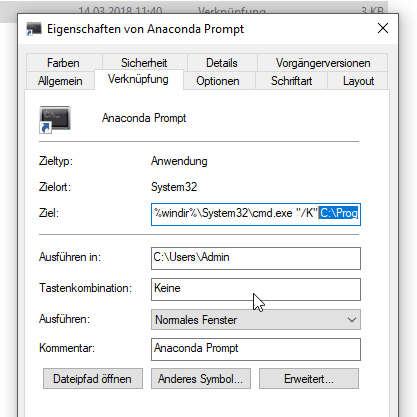 14.03.2018 11:40 Verknüpfung 3 KB
Eigenschaften von Anaconda Prompt
Farben Sicherheit Details Vorgängerversionen
Allgemein Verknüpfung Optionen Schriftart Layout
Anaconda Prompt
Zieltyp: Anwendung
Zielort: System32
Ziel: %windir%\System32\cmd.exe "/K" C:\Prog
Ausführen in: C:\Users\Admin
Tastenkombination: Keine
Ausführen: Normales Fenster
Kommentar: Anaconda Prompt
Dateipfad öffnen Anderes Symbol... Erweitert...